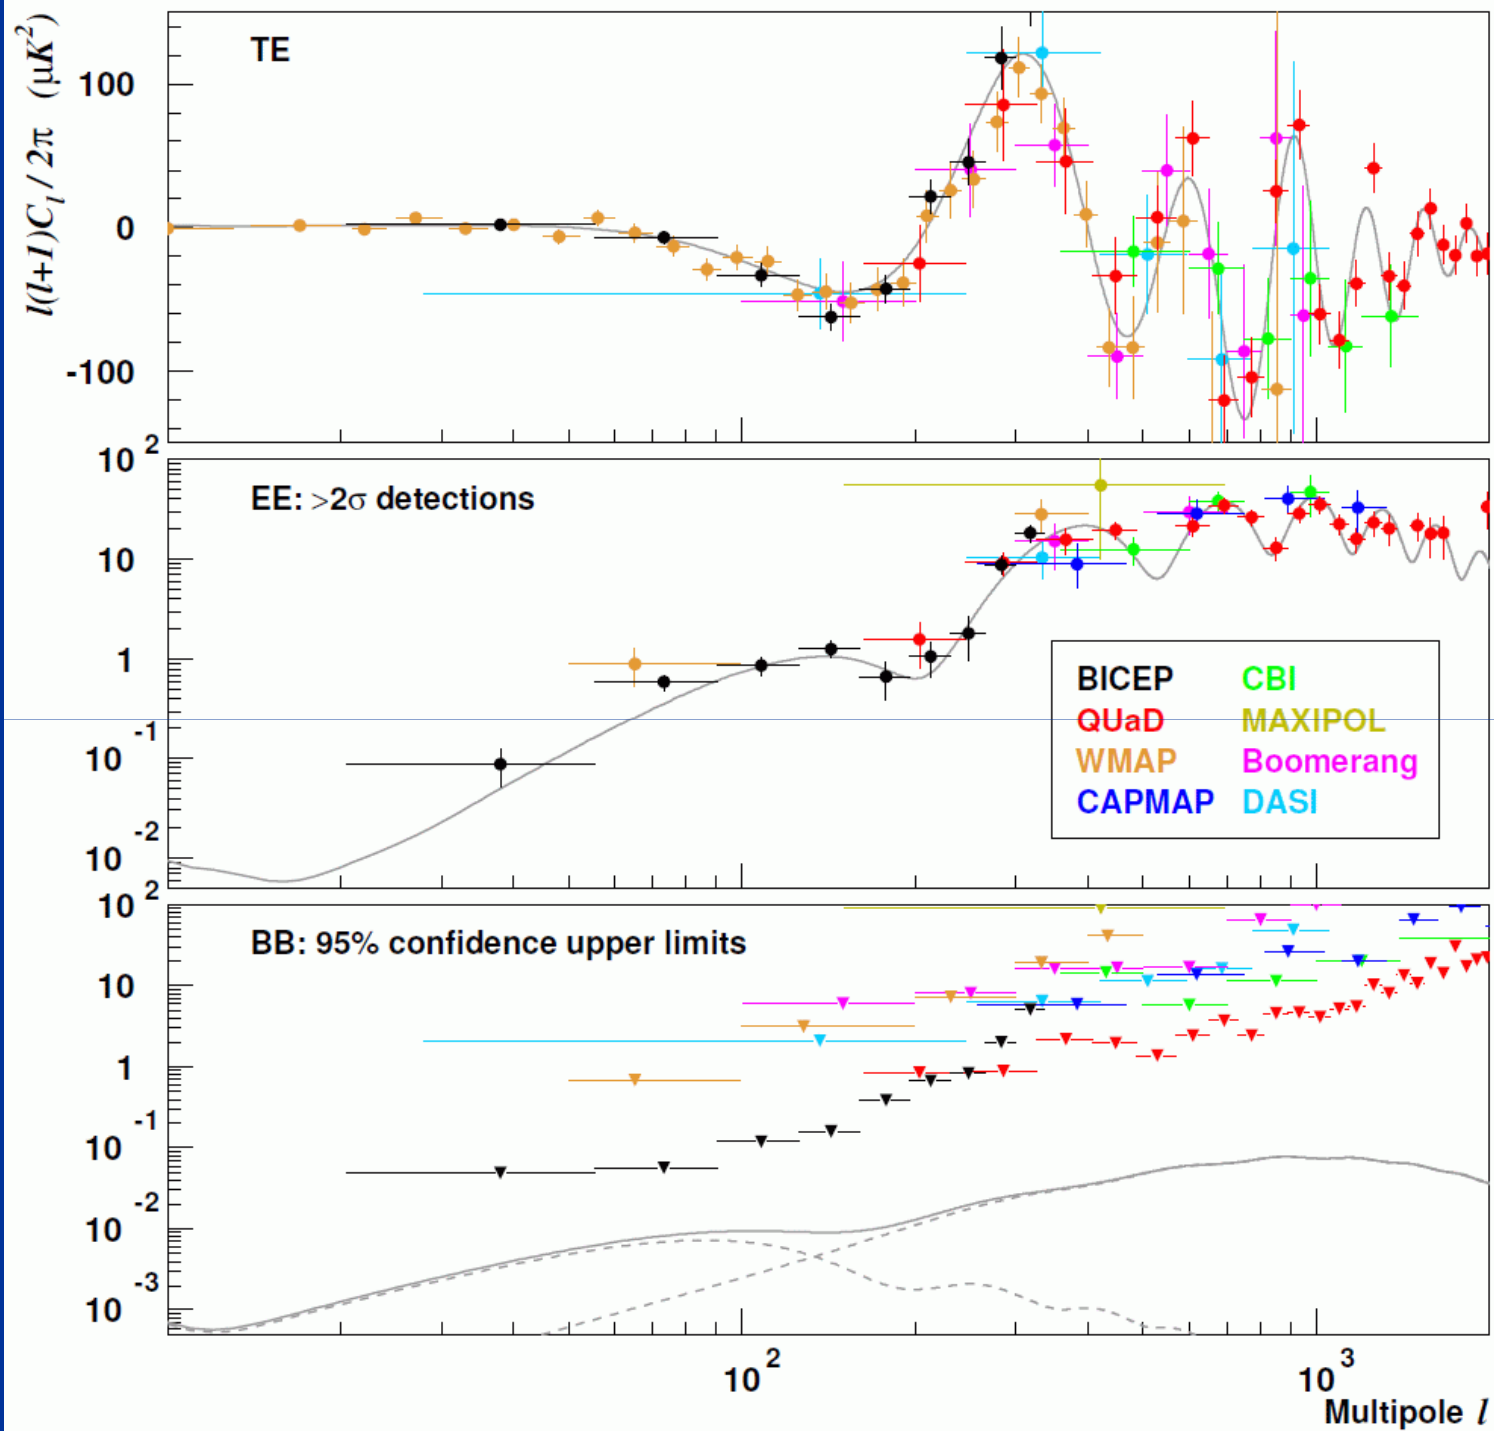 l(l+1)C_l / 2π (μK²)
TE
100
0
-100
10²
EE: >2σ detections
10
1
10⁻¹
10⁻²
BICEP CBI
QUaD MAXIPOL
WMAP Boomerang
CAPMAP DASI
10²
BB: 95% confidence upper limits
10
1
10⁻¹
10⁻²
10⁻³
10² 10³
Multipole l